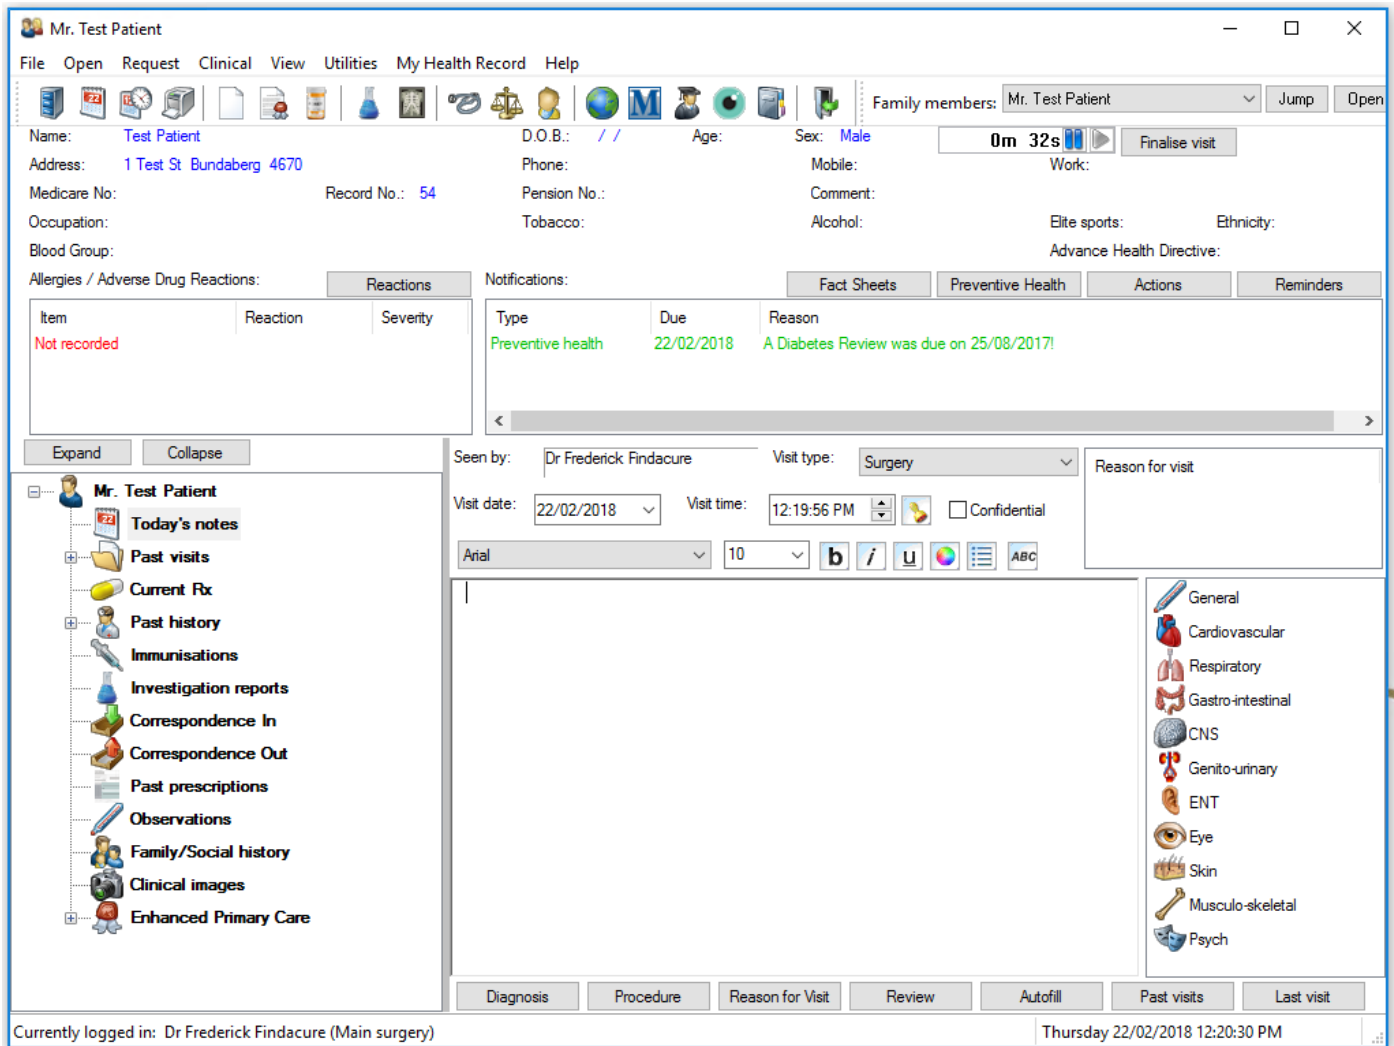 Mr. Test Patient
File Open Request Clinical View Utilities My Health Record Help
22 M Family members: Mr. Test Patient Jump Open
Name: Test Patient D.O.B.: / / Age: Sex: Male 0m 32s Finalise visit
Address: 1 Test St Bundaberg 4670 Phone: Mobile: Work:
Medicare No: Record No.: 54 Pension No.: Comment:
Occupation: Tobacco: Alcohol: Elite sports: Ethnicity:
Blood Group: Advance Health Directive:
Allergies / Adverse Drug Reactions: Reactions Notifications: Fact Sheets Preventive Health Actions Reminders
Item Reaction Severity Type Due Reason
Not recorded Preventive health 22/02/2018 A Diabetes Review was due on 25/08/2017!
Expand Collapse
Seen by: Dr Frederick Findacure Visit type: Surgery Reason for visit
Visit date: 22/02/2018 Visit time: 12:19:56 PM Confidential
Arial 10 b i u ABC
Mr. Test Patient
22 Today's notes
Past visits
Current Rx
Past history
Immunisations
Investigation reports
Correspondence In
Correspondence Out
Past prescriptions
Observations
Family/Social history
Clinical images
Enhanced Primary Care
General
Cardiovascular
Respiratory
Gastro-intestinal
CNS
Genito-urinary
ENT
Eye
Skin
Musculo-skeletal
Psych
Diagnosis Procedure Reason for Visit Review Autofill Past visits Last visit
Currently logged in: Dr Frederick Findacure (Main surgery) Thursday 22/02/2018 12:20:30 PM